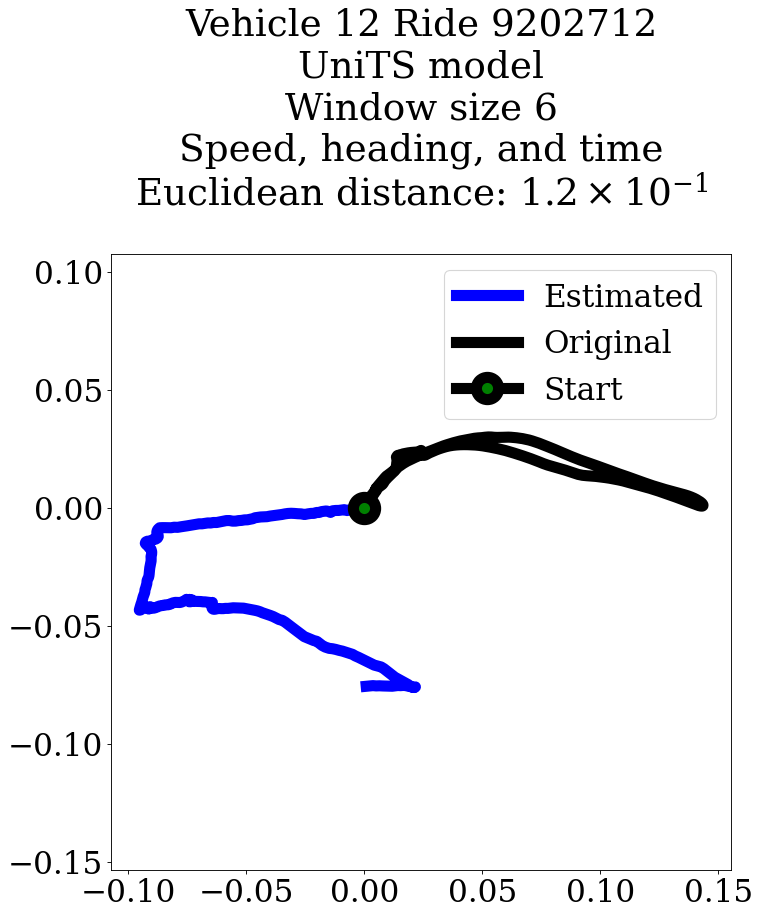 Vehicle 12 Ride 9202712
UniTS model
Window size 6
Speed, heading, and time
Euclidean distance: 1.2 × 10⁻¹
0.10
0.05
0.00
−0.05
−0.10
−0.15
Estimated
Original
Start
−0.10 −0.05 0.00 0.05 0.10 0.15